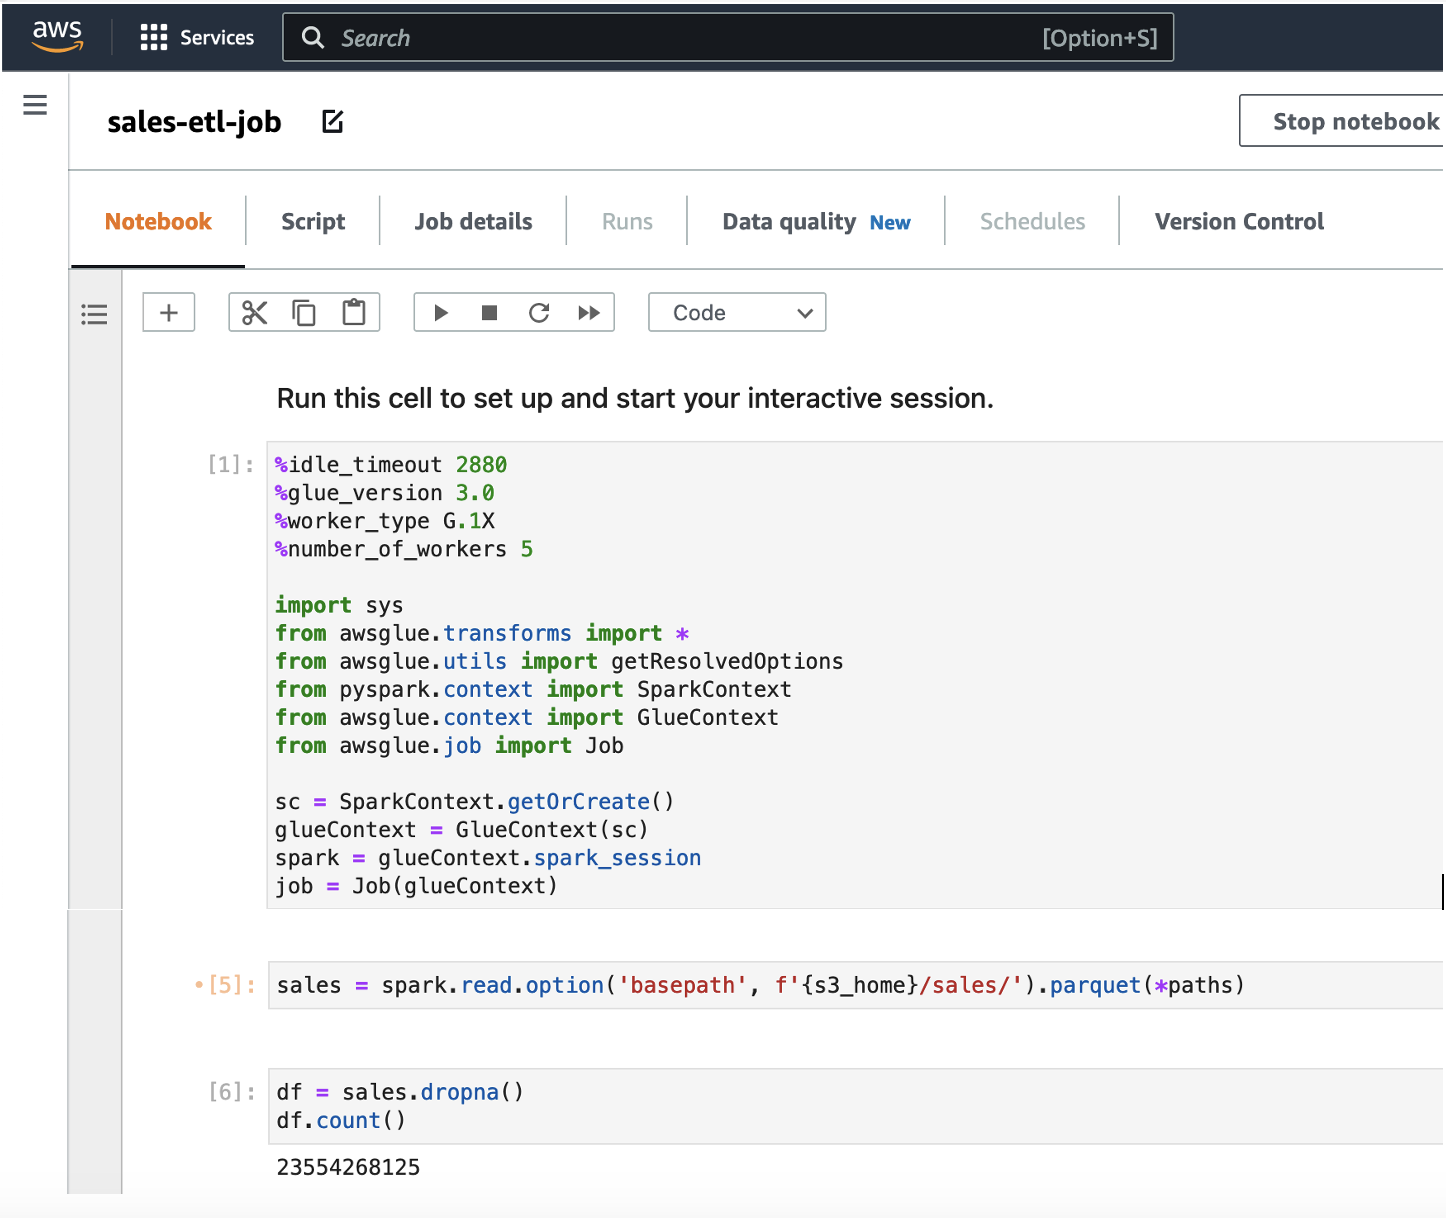 aws Services Search [Option+S]
sales-etl-job Stop notebook
Notebook Script Job details Runs Data quality New Schedules Version Control
Code
Run this cell to set up and start your interactive session.
[1]: %idle_timeout 2880
%glue_version 3.0
%worker_type G.1X
%number_of_workers 5
import sys
from awsglue.transforms import *
from awsglue.utils import getResolvedOptions
from pyspark.context import SparkContext
from awsglue.context import GlueContext
from awsglue.job import Job
sc = SparkContext.getOrCreate()
glueContext = GlueContext(sc)
spark = glueContext.spark_session
job = Job(glueContext)
•[5]: sales = spark.read.option('basepath', f'{s3_home}/sales/').parquet(*paths)
[6]: df = sales.dropna()
df.count()
23554268125